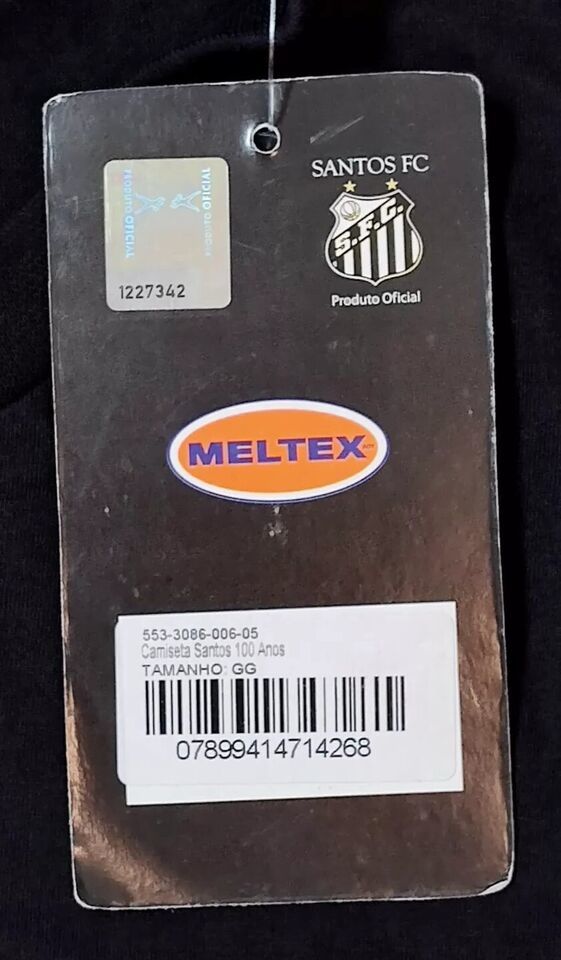 PRODUTO OFICIAL
PRODUTO OFICIAL
1227342
SANTOS FC
S.F.C.
Produto Oficial
MELTEX
553-3086-006-05
Camiseta Santos 100 Anos
TAMANHO: GG
07899414714268